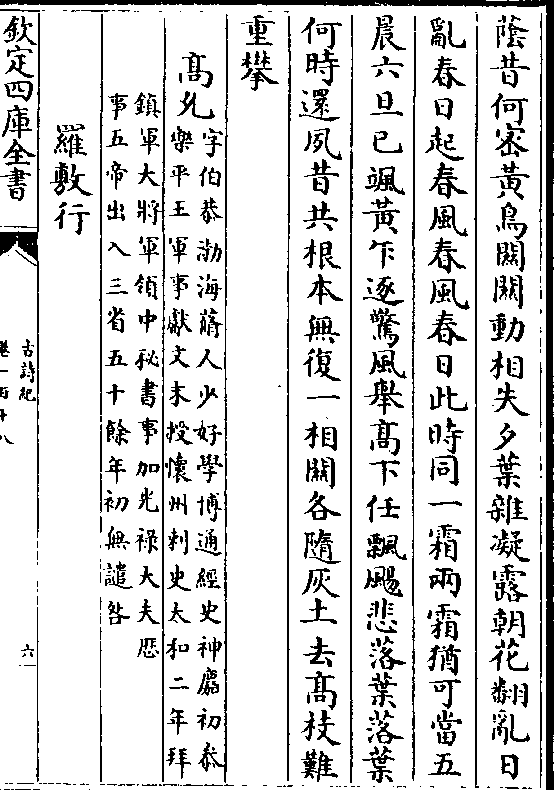 蔭昔何宻黃鳥關關動相失夕葉雜凝露朝花翻亂日
亂春日起春風春風春日此時同一霜兩霜猶可當五
晨六旦已颯黃乍逐驚風舉髙下任飄颺悲落葉落葉
何時還夙昔共根本無復一相關各隨灰土去髙枝難
重攀
髙允
字伯恭渤海蓨人少好學博通經史神䴥初叅
樂平王軍事獻文末授懷州刺史太和二年拜
鎮軍大將軍領中秘書事加光祿大夫歴
事五帝出入三省五十餘年初無譴咎
羅敷行
欽定四庫全書
古詩紀
卷一百十八
六